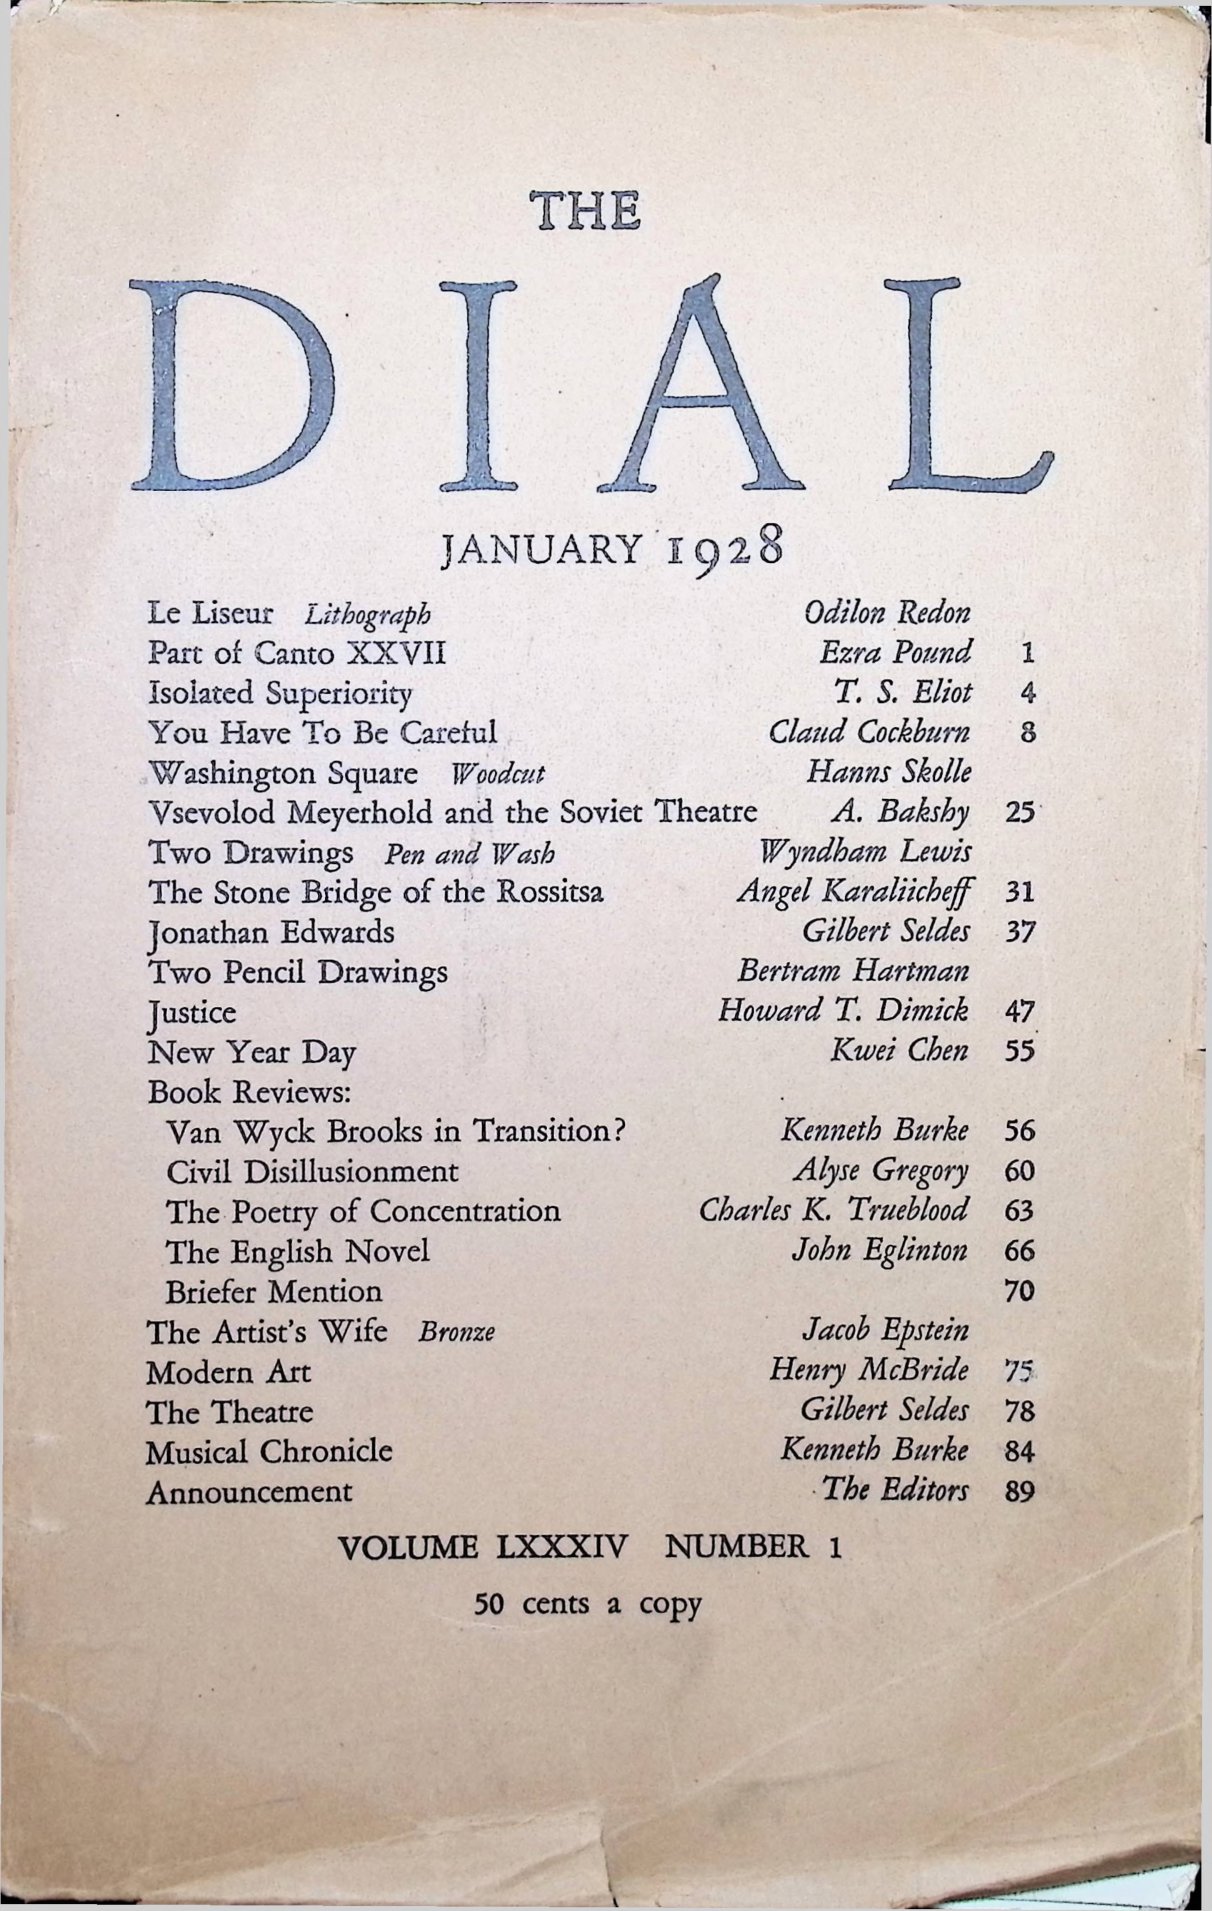 THE
DIAL
JANUARY 1928
Le Liseur Lithograph Odilon Redon
Part of Canto XXVII Ezra Pound 1
Isolated Superiority T. S. Eliot 4
You Have To Be Careful Claud Cockburn 8
Washington Square Woodcut Hanns Skolle
Vsevolod Meyerhold and the Soviet Theatre A. Bakshy 25
Two Drawings Pen and Wash Wyndham Lewis
The Stone Bridge of the Rossitsa Angel Karaliicheff 31
Jonathan Edwards Gilbert Seldes 37
Two Pencil Drawings Bertram Hartman
Justice Howard T. Dimick 47
New Year Day Kwei Chen 55
Book Reviews:
Van Wyck Brooks in Transition? Kenneth Burke 56
Civil Disillusionment Alyse Gregory 60
The Poetry of Concentration Charles K. Trueblood 63
The English Novel John Eglinton 66
Briefer Mention 70
The Artist's Wife Bronze Jacob Epstein
Modern Art Henry McBride 75
The Theatre Gilbert Seldes 78
Musical Chronicle Kenneth Burke 84
Announcement The Editors 89
VOLUME LXXXIV NUMBER 1
50 cents a copy